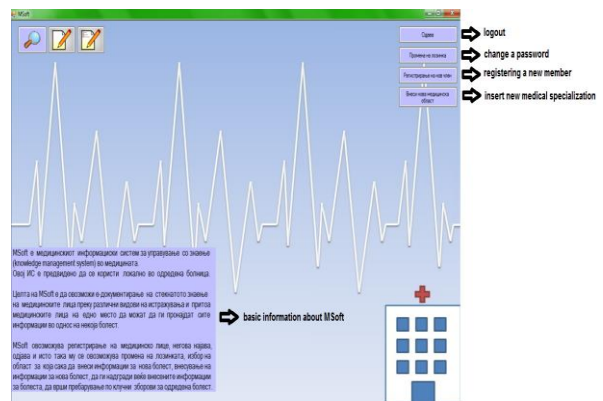 MSoft
Одјави
logout
Промена на лозинка
change a password
Регистрирање на нов член
registering a new member
Внеси нова медицинска
област
insert new medical specialization
MSoft е медицинскиот информациски систем за управување со знаење
(knowledge management system) во медицината.
Овој ИС е предвидено да се користи локално во одредена болница.
Целта на MSoft е да овозможи е-документирање на стекнатото знаење
на медицинските лица преку различни видови на истражувања и притоа
медицинските лица на едно место да можат да ги пронајдат сите
информации во однос на некоја болест.
basic information about MSoft
MSoft овозможува регистрирање на медицинско лице, негова најава,
одјава и исто така му се овозможува промена на лозинката, избор на
област за која сака да внеси информации за нова болест, внесување на
информации за нова болест, да ги надгради веќе внесените информации
за болеста, да врши пребарување по клучни зборови за одредена болест.